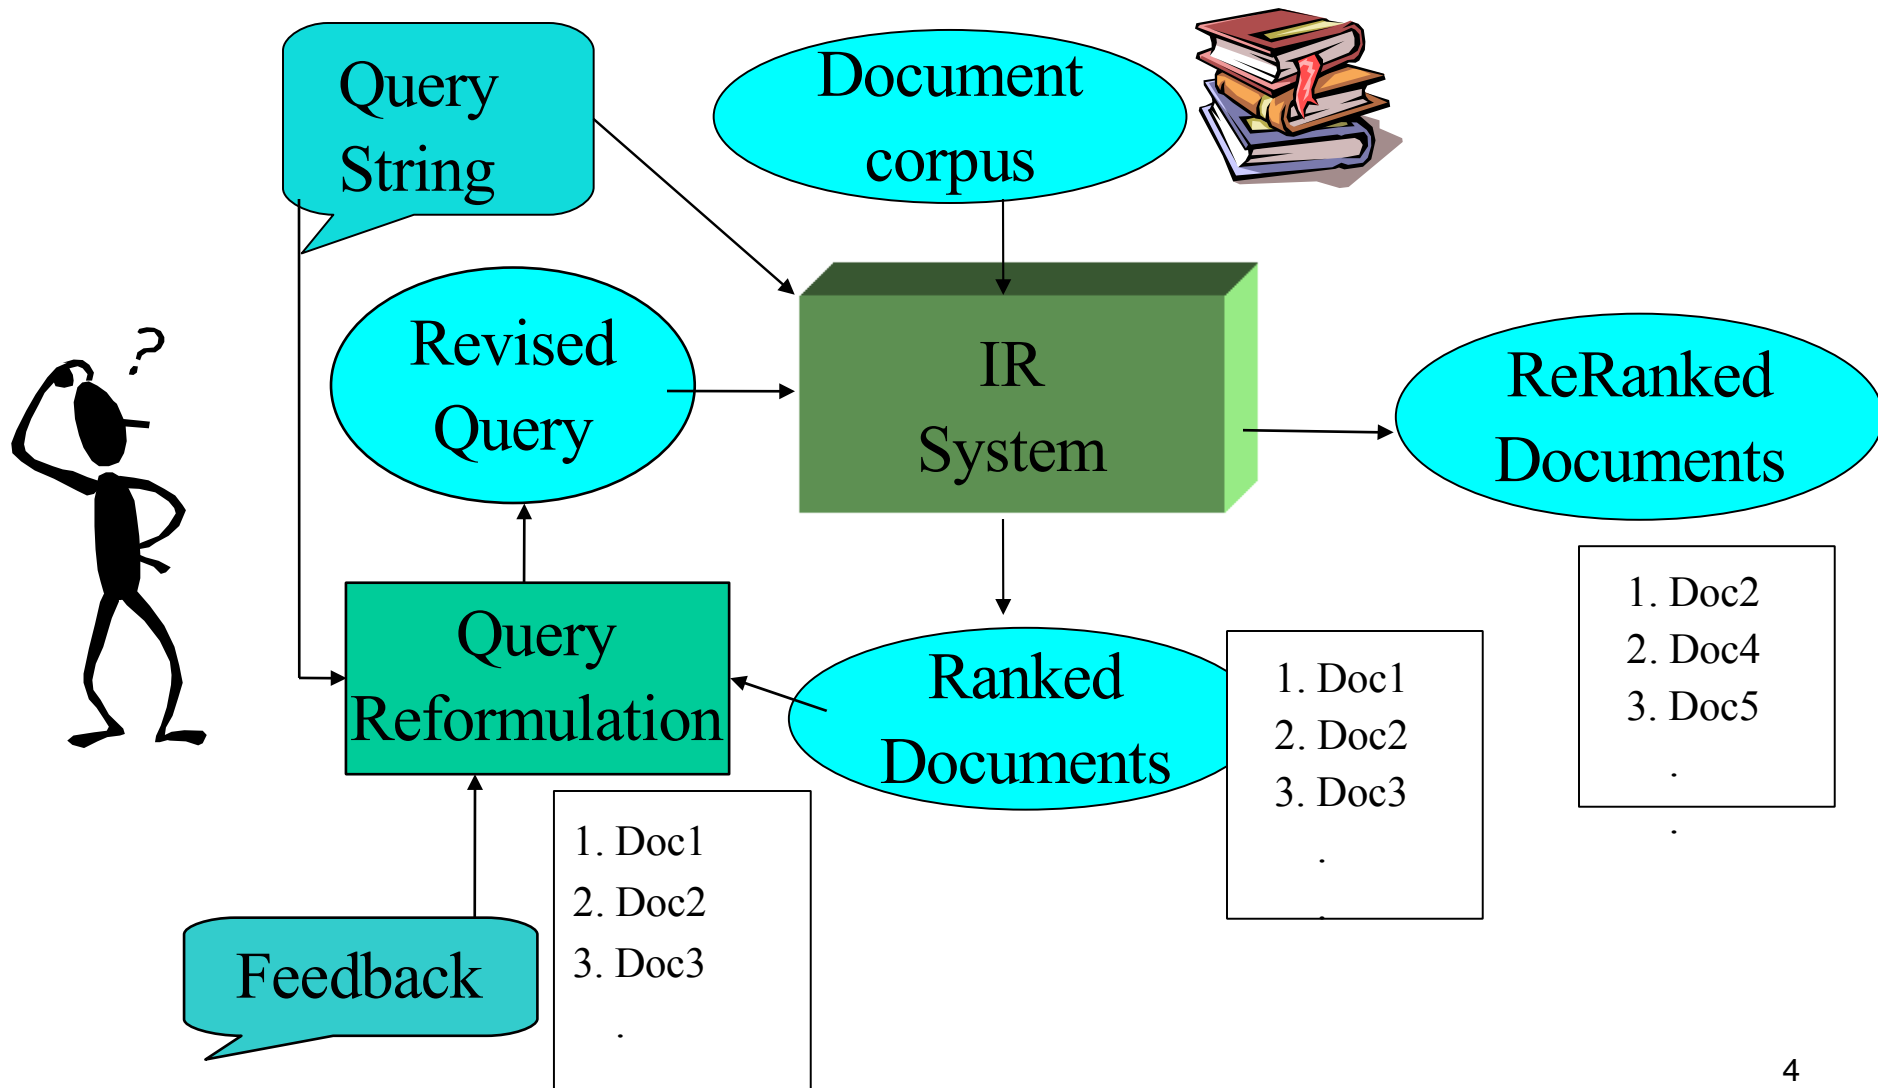 Query
String
Document
corpus
Revised
Query
IR
System
ReRanked
Documents
1. Doc2
2. Doc4
3. Doc5
.
.
Query
Reformulation
Ranked
Documents
1. Doc1
2. Doc2
3. Doc3
.
.
1. Doc1
2. Doc2
3. Doc3
.
Feedback
?
4